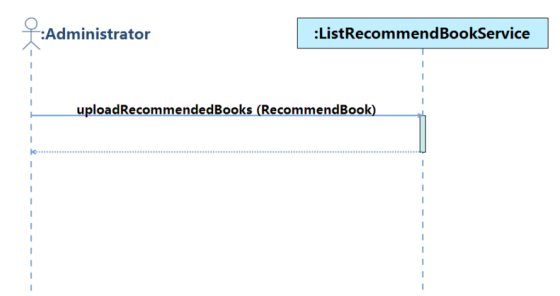 :Administrator
:ListRecommendBookService
uploadRecommendedBooks (RecommendBook)